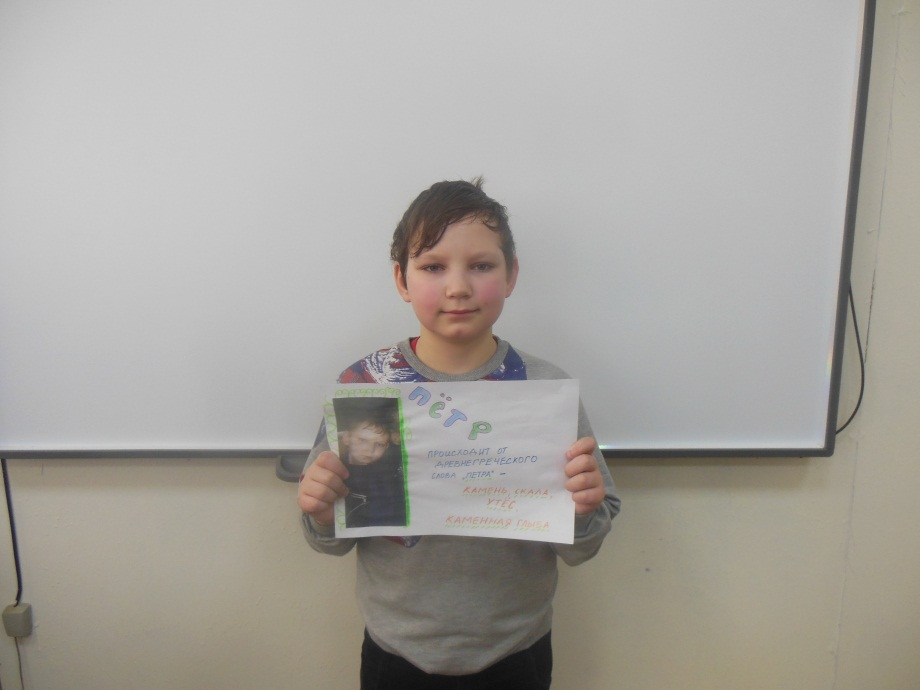 ПЁТР
ПРОИСХОДИТ ОТ
ДРЕВНЕГРЕЧЕСКОГО
СЛОВА „ПЕТРА" –
КАМЕНЬ, СКАЛА,
УТЁС
КАМЕННАЯ ГЛЫБА